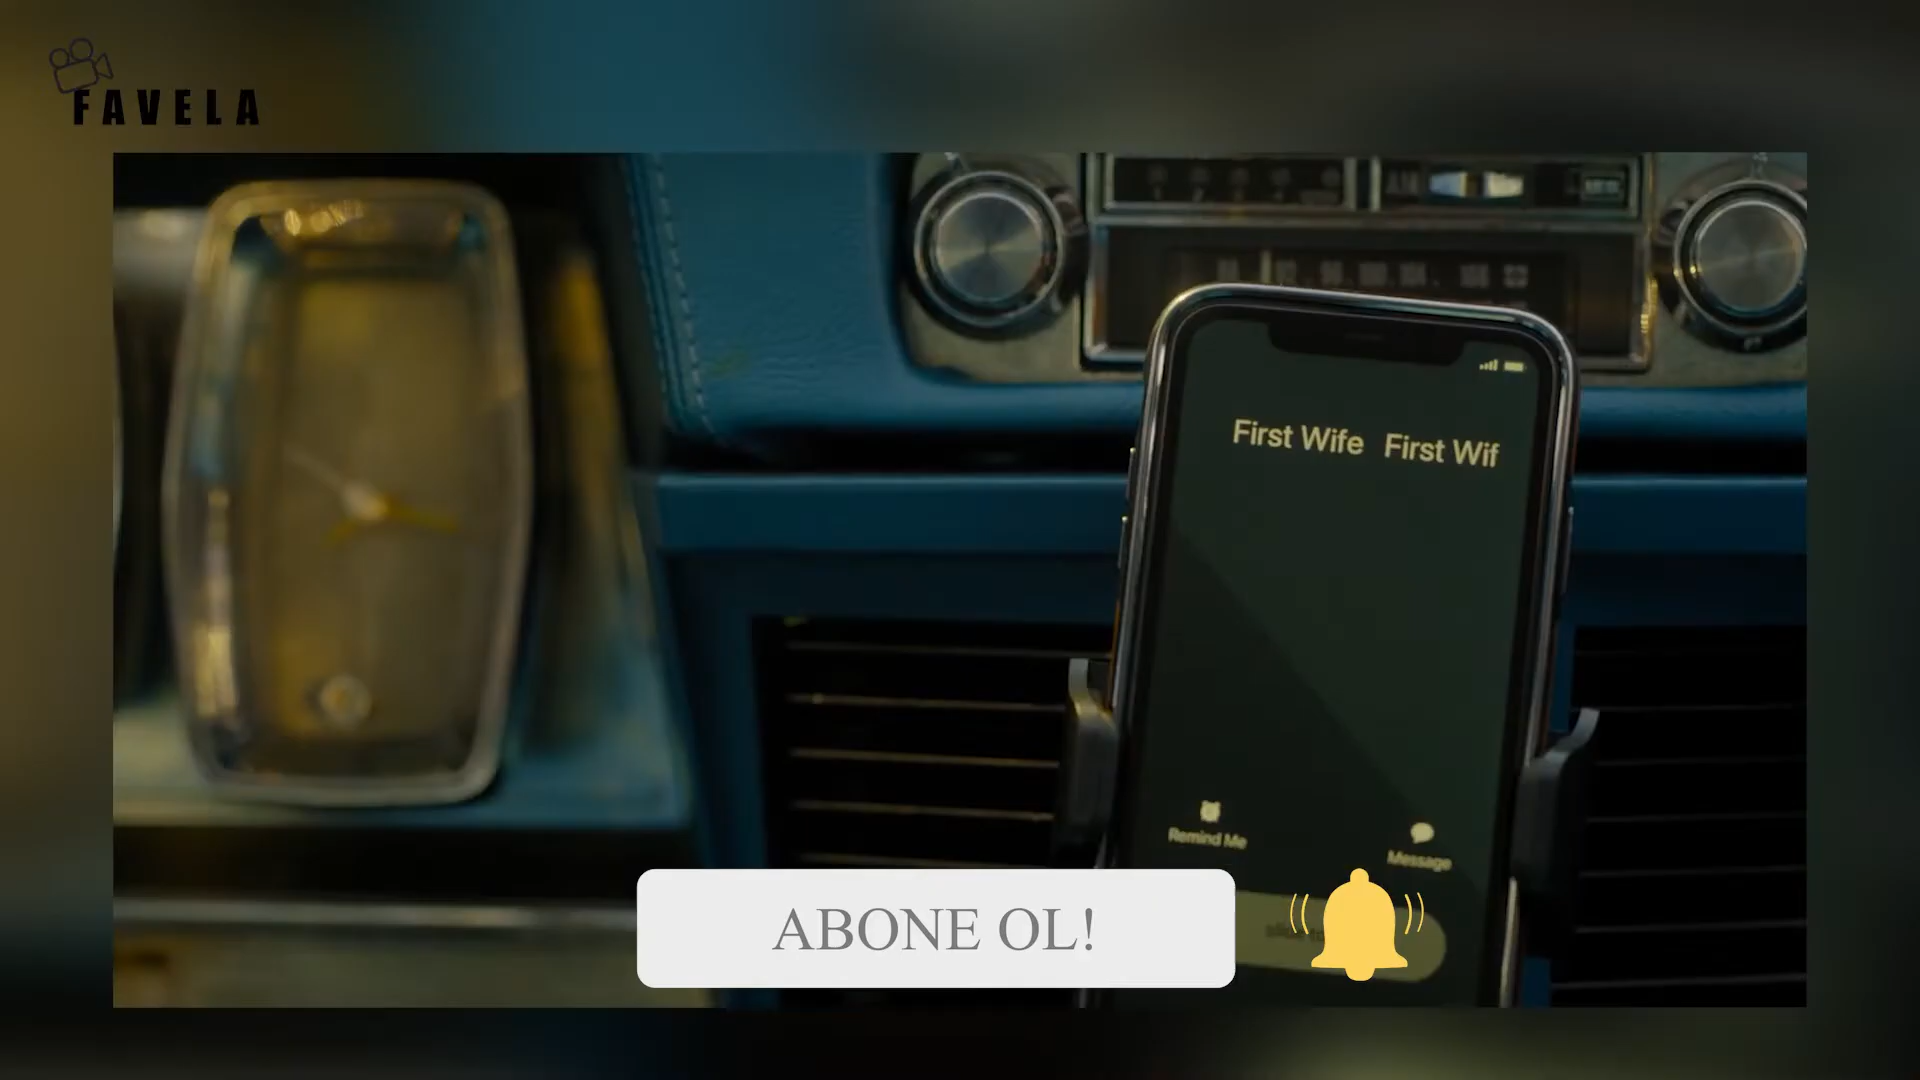 FAVELA
First Wife First Wif
Remind Me
Message
ABONE OL!